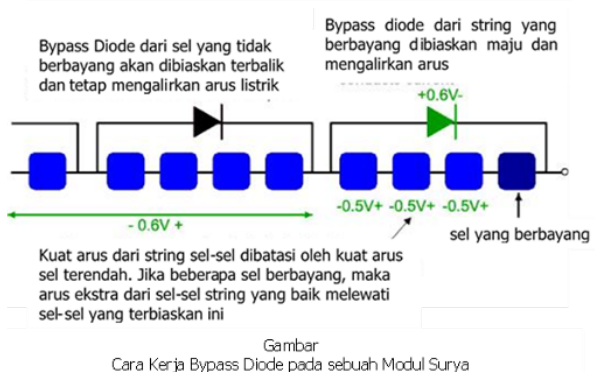 Bypass diode dari string yang
berbayang dibiaskan maju dan
mengalirkan arus
Bypass Diode dari sel yang tidak
berbayang akan dibiaskan terbalik
dan tetap mengalirkan arus listrik
+0.6V-
-0.5V+ -0.5V+ -0.5V+
- 0.6V +
sel yang berbayang
Kuat arus dari string sel-sel dibatasi oleh kuat arus
sel terendah. Jika beberapa sel berbayang, maka
arus ekstra dari sel-sel string yang baik melewati
sel-sel yang terbiaskan ini
Gambar
Cara Kerja Bypass Diode pada sebuah Modul Surya